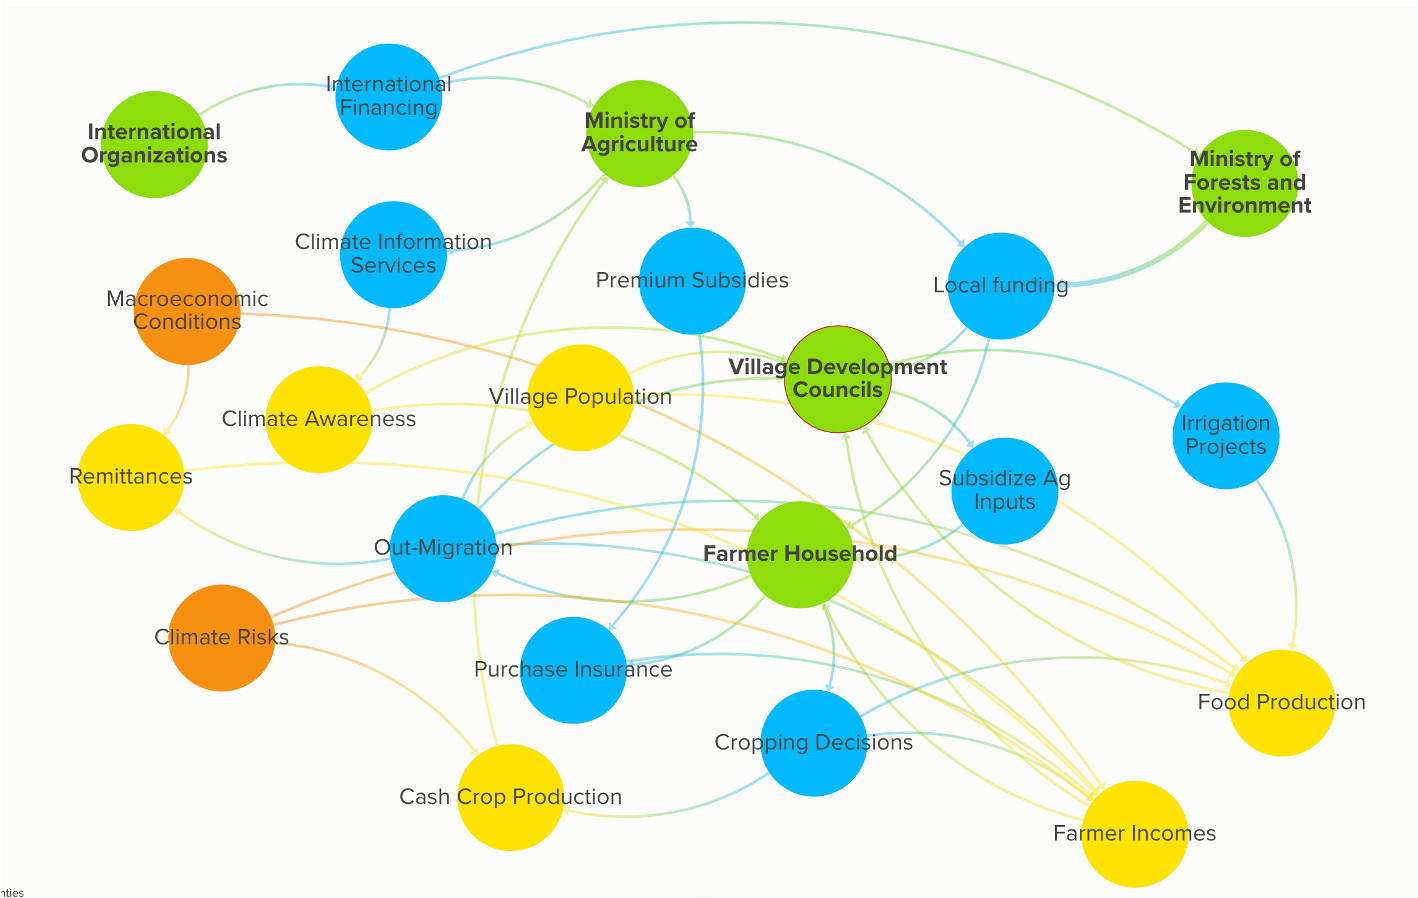 International
Financing
International
Organizations
Ministry of
Agriculture
Ministry of
Forests and
Environment
Climate Information
Services
Premium Subsidies
Local funding
Macroeconomic
Conditions
Village Development
Councils
Village Population
Climate Awareness
Irrigation
Projects
Remittances
Subsidize Ag
Inputs
Out-Migration
Farmer Household
Climate Risks
Purchase Insurance
Food Production
Cropping Decisions
Cash Crop Production
Farmer Incomes
nties